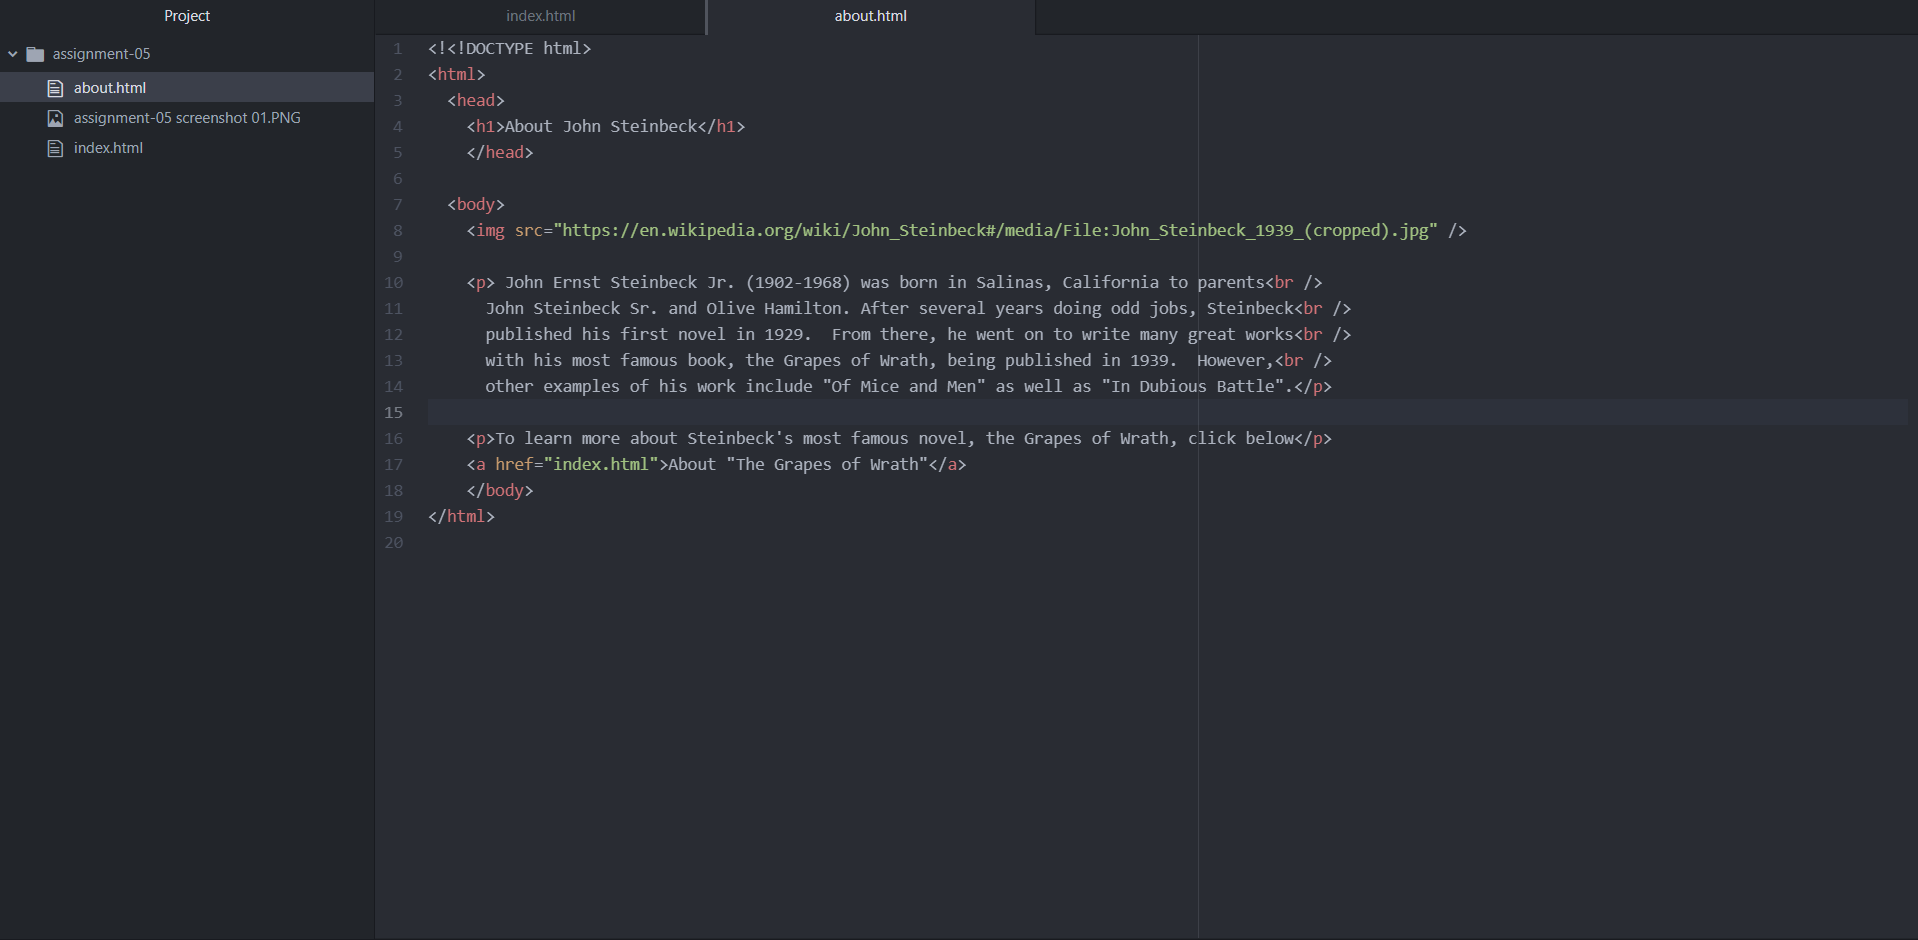 Project
assignment-05
about.html
assignment-05 screenshot 01.PNG
index.html
index.html
about.html
1 <!<!DOCTYPE html>
2 <html>
3 <head>
4 <h1>About John Steinbeck</h1>
5 </head>
6
7 <body>
8 <img src="https://en.wikipedia.org/wiki/John_Steinbeck#/media/File:John_Steinbeck_1939_(cropped).jpg" />
9
10 <p> John Ernst Steinbeck Jr. (1902-1968) was born in Salinas, California to parents<br />
11 John Steinbeck Sr. and Olive Hamilton. After several years doing odd jobs, Steinbeck<br />
12 published his first novel in 1929.  From there, he went on to write many great works<br />
13 with his most famous book, the Grapes of Wrath, being published in 1939.  However,<br />
14 other examples of his work include "Of Mice and Men" as well as "In Dubious Battle".</p>
15
16 <p>To learn more about Steinbeck's most famous novel, the Grapes of Wrath, click below</p>
17 <a href="index.html">About "The Grapes of Wrath"</a>
18 </body>
19 </html>
20